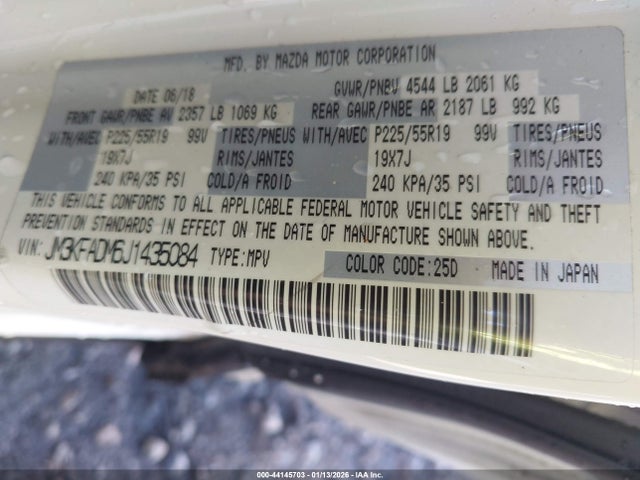 MFD. BY MAZDA MOTOR CORPORATION
DATE 06/18 GVWR/PNBV 4544 LB 2061 KG
FRONT GAWR/PNBE AV 2357 LB 1069 KG REAR GAWR/PNBE AR 2187 LB 992 KG
WITH/AVEC P225/55R19 99V TIRES/PNEUS WITH/AVEC P225/55R19 99V TIRES/PNEUS
19X7J RIMS/JANTES 19X7J RIMS/JANTES
240 KPA/35 PSI COLD/A FROID 240 KPA/35 PSI COLD/A FROID
THIS VEHICLE CONFORMS TO ALL APPLICABLE FEDERAL MOTOR VEHICLE SAFETY AND THEFT
PREVENTION STANDARDS IN EFFECT ON THE DATE OF MANUFACTURE SHOWN ABOVE.
VIN: JM3KFADM6J1435084 TYPE: MPV COLOR CODE: 25D MADE IN JAPAN
000-44145703 - 01/13/2026 - IAA Inc.